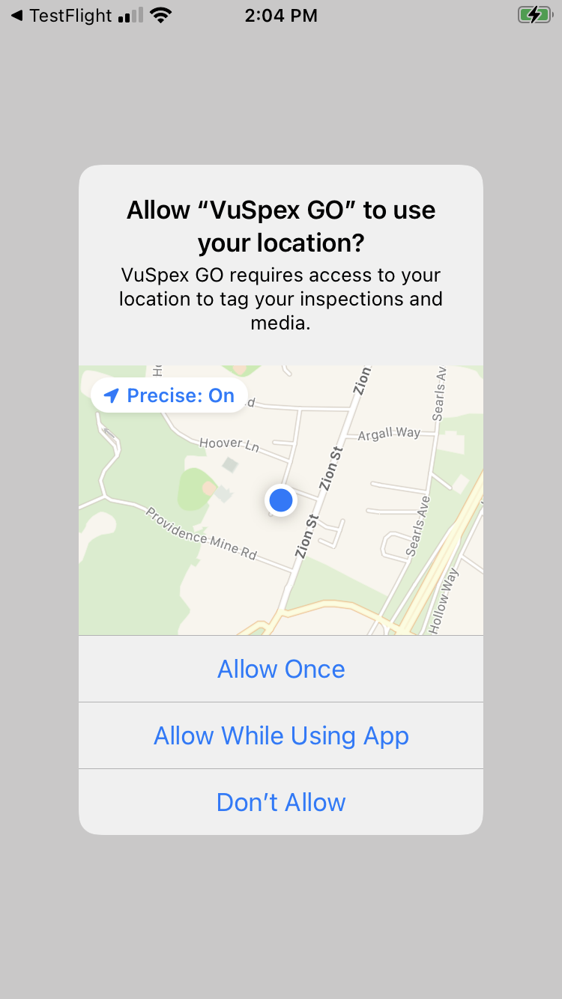 ◀ TestFlight 2:04 PM
Allow “VuSpex GO” to use
your location?
VuSpex GO requires access to your
location to tag your inspections and
media.
Precise: On
Zion
Searls Av
Argall Way
Hoover Ln
Zion St
Providence Mine Rd
Zion St
Searls Ave
Hollow Way
Allow Once
Allow While Using App
Don’t Allow